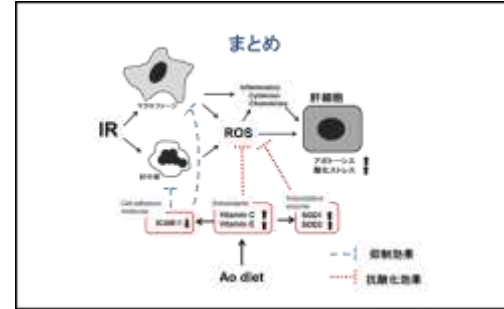 まとめ
マクロファージ
Inflammatory
Cytokines
Chemokines
肝細胞
IR
ROS
好中球
アポトーシス
酸化ストレス
Cell adhesion
molecule
ICAM-1
Antioxidants
Vitamin C
Vitamin E
enzyme
SOD1
SOD2
抑制効果
抗酸化効果
Ao diet